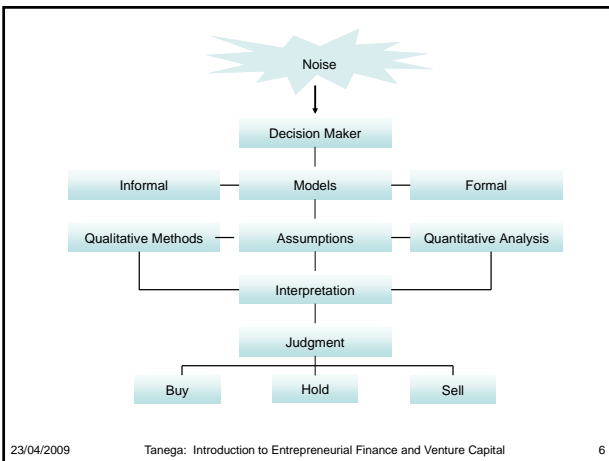 Noise
Decision Maker
Informal Models Formal
Qualitative Methods Assumptions Quantitative Analysis
Interpretation
Judgment
Buy Hold Sell
23/04/2009 Tanega: Introduction to Entrepreneurial Finance and Venture Capital 6